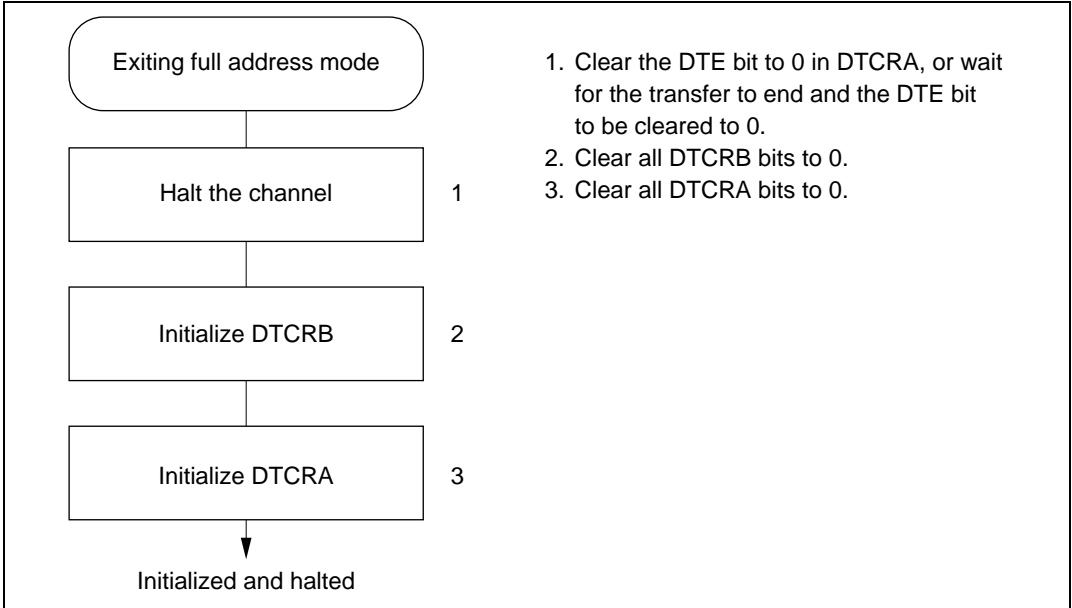 Exiting full address mode
Halt the channel
1
Initialize DTCRB
2
Initialize DTCRA
3
Initialized and halted
1. Clear the DTE bit to 0 in DTCRA, or wait
for the transfer to end and the DTE bit
to be cleared to 0.
2. Clear all DTCRB bits to 0.
3. Clear all DTCRA bits to 0.